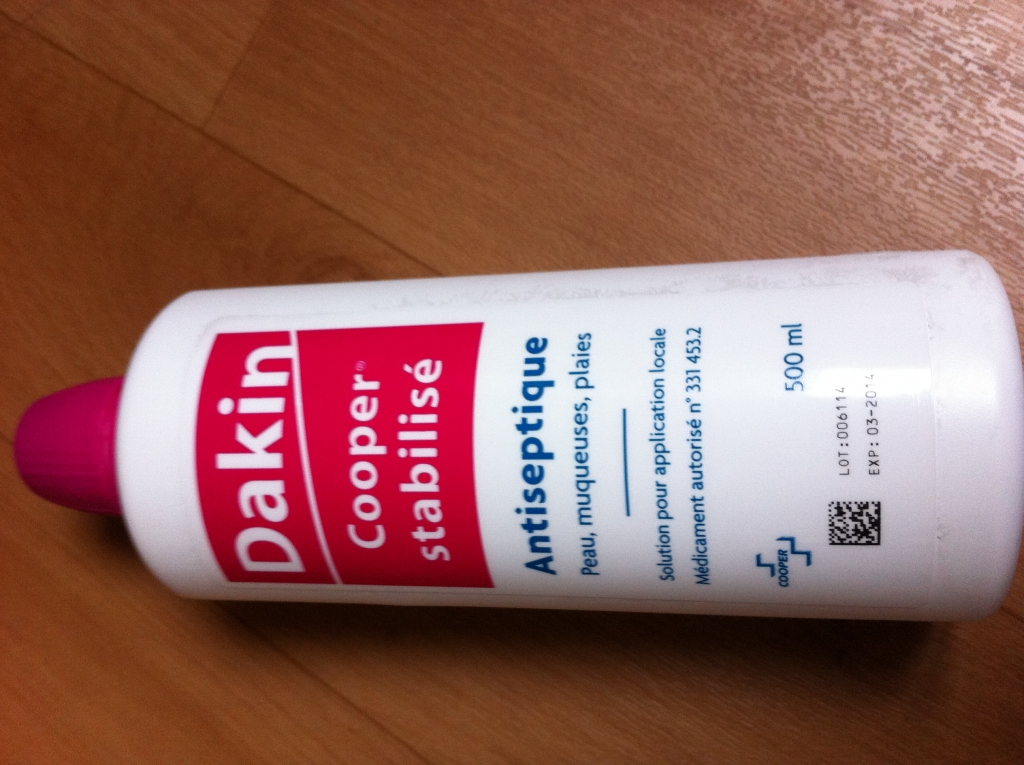 Dakin
Cooper®
stabilisé
Antiseptique
Peau, muqueuses, plaies
Solution pour application locale
Médicament autorisé n° 331 453.2
500 ml
COOPER
LOT:006114
EXP: 03-2014